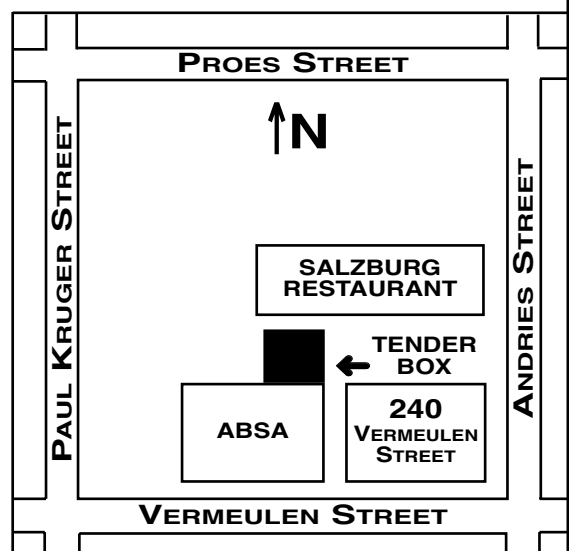 PROES STREET
N
PAUL KRUGER STREET
ANDRIES STREET
SALZBURG
RESTAURANT
TENDER
BOX
ABSA
240
VERMEULEN
STREET
VERMEULEN STREET